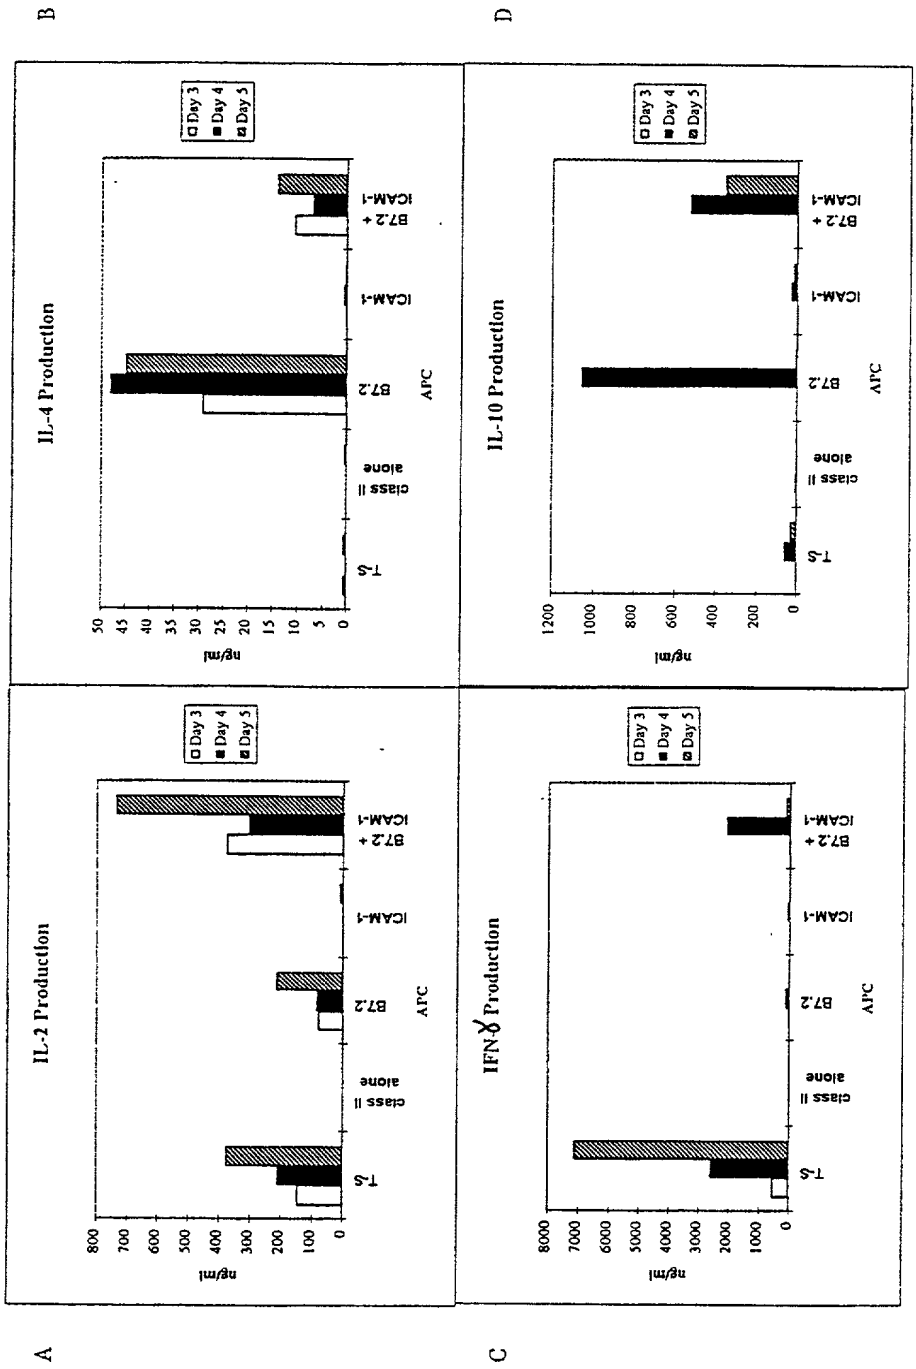 A
IL-2 Production
ng/ml
800
700
600
500
400
300
200
100
0
T-S
class II
alone
B7.2
ICAM-1
B7.2 +
ICAM-1
APC
Day 3
Day 4
Day 5
B
IL-4 Production
ng/ml
50
45
40
35
30
25
20
15
10
5
0
T-S
class II
alone
B7.2
ICAM-1
B7.2 +
ICAM-1
APC
Day 3
Day 4
Day 5
C
IFN-γ Production
ng/ml
8000
7000
6000
5000
4000
3000
2000
1000
0
T-S
class II
alone
B7.2
ICAM-1
B7.2 +
ICAM-1
APC
Day 3
Day 4
Day 5
D
IL-10 Production
ng/ml
1200
1000
800
600
400
200
0
T-S
class II
alone
B7.2
ICAM-1
B7.2 +
ICAM-1
APC
Day 3
Day 4
Day 5